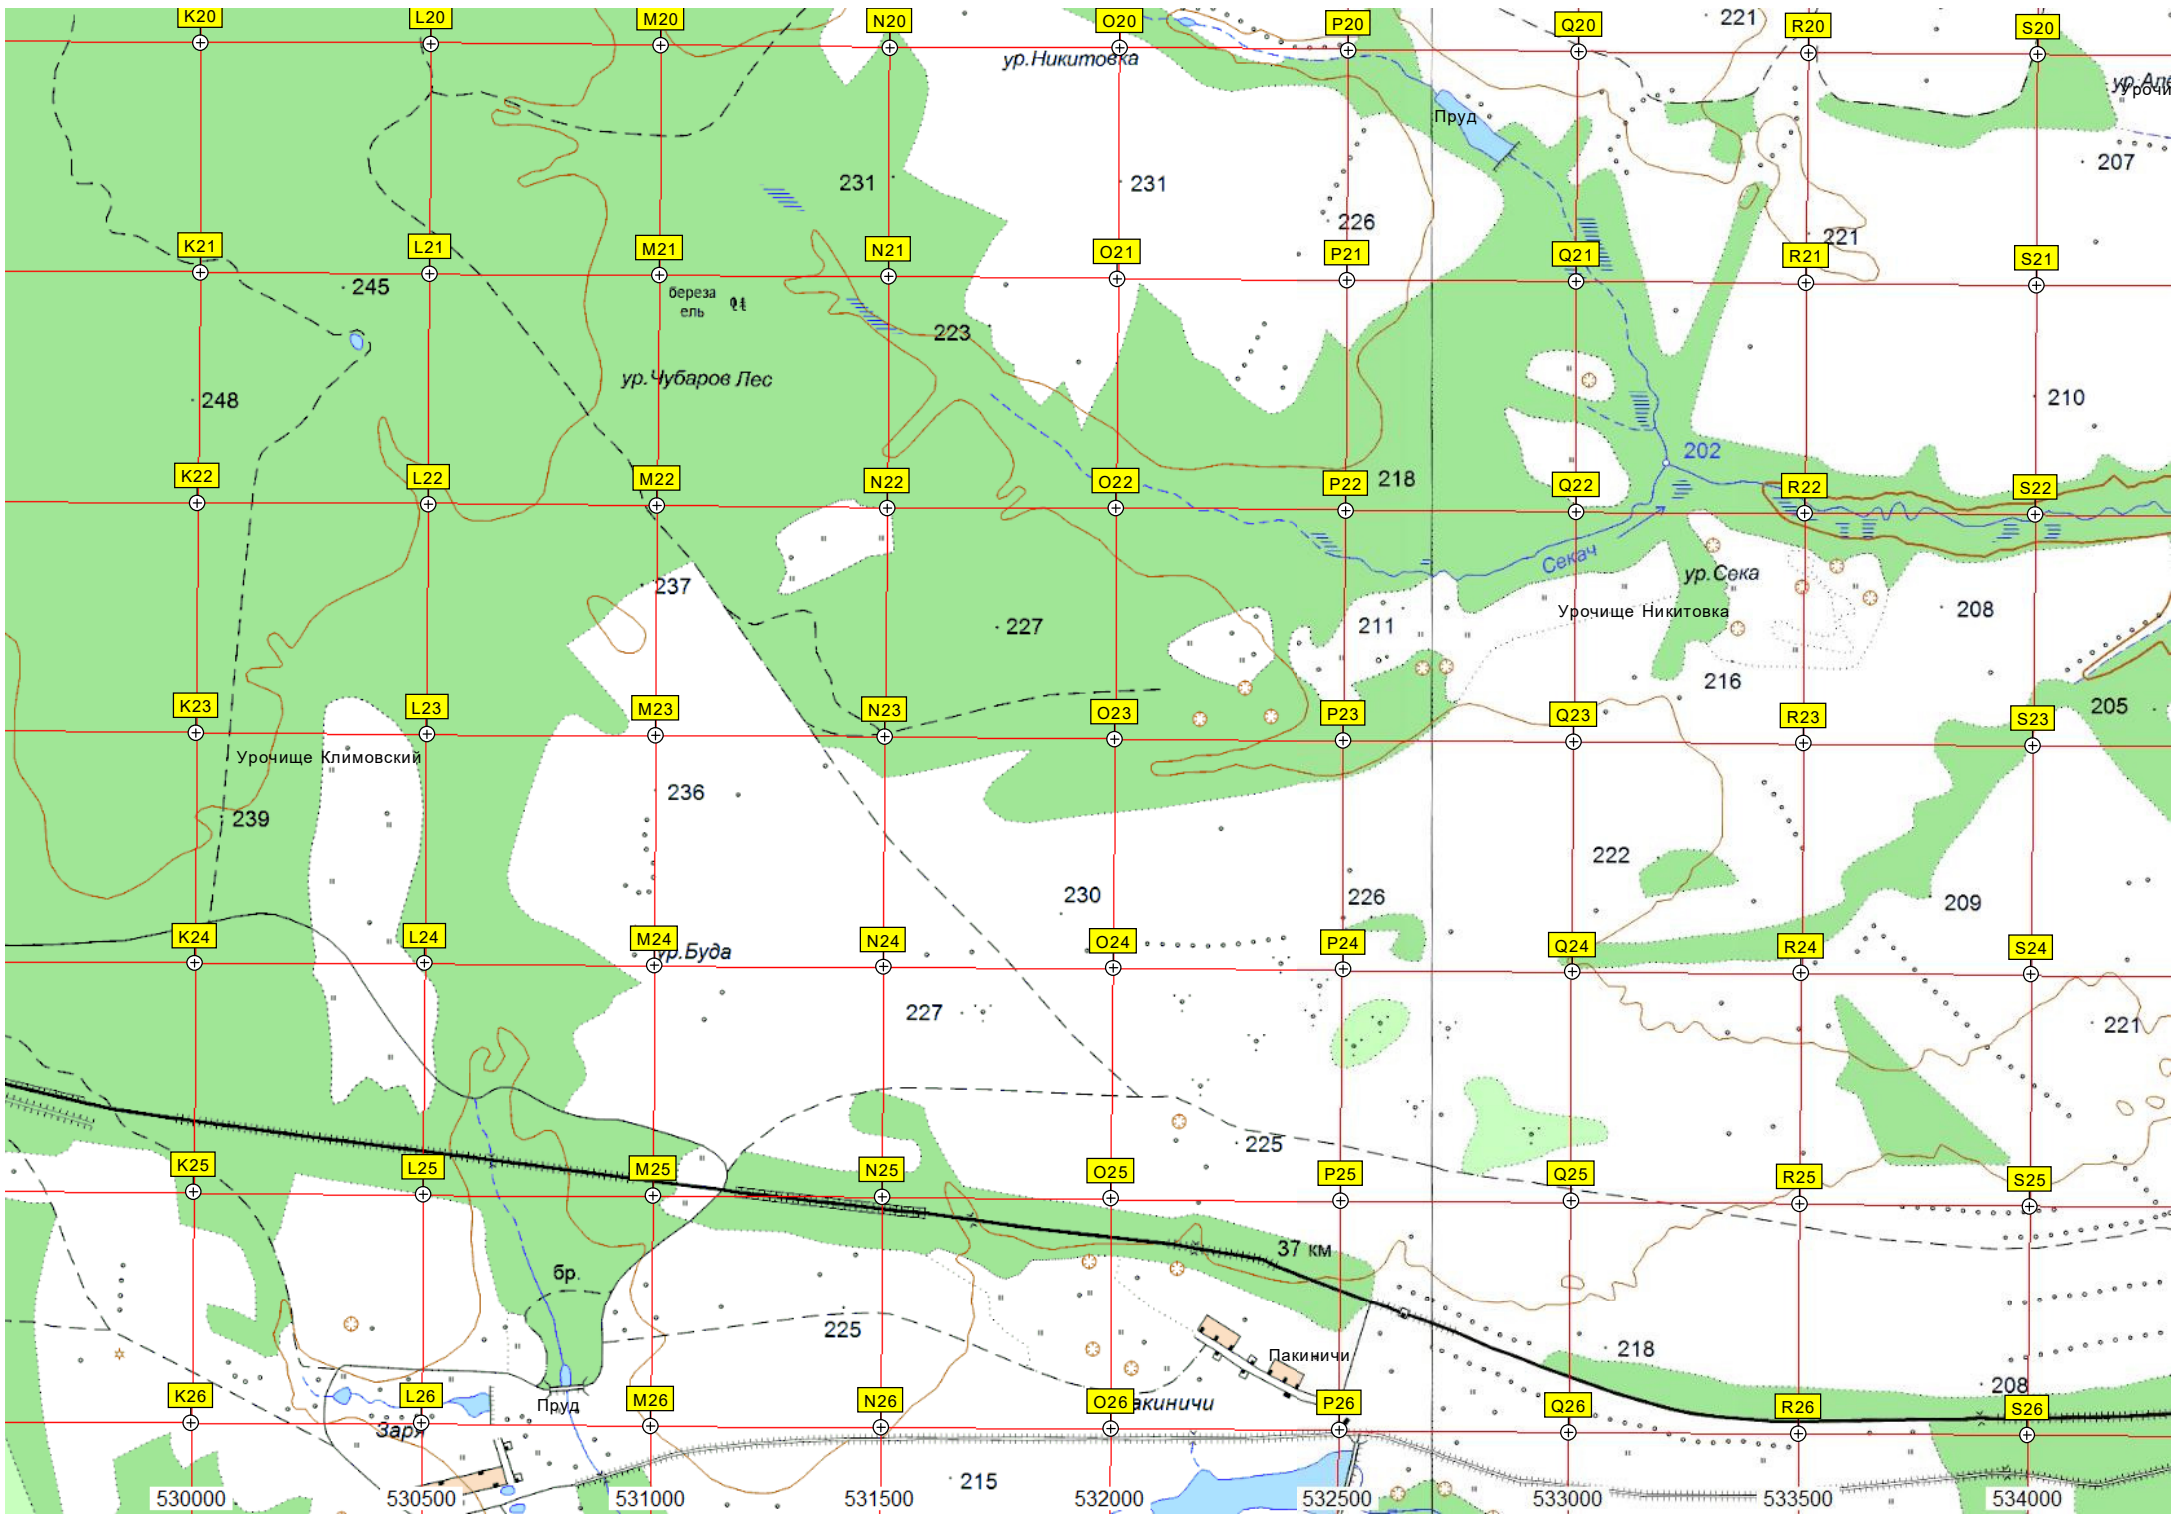 K20 L20 M20 N20 O20 P20 Q20 221 R20 S20
ур.Никитовка
Пруд
Урочи
207
231 231
226
221
K21 L21 M21 N21 O21 P21 Q21 R21 S21
245
береза
ель
223
ур.Чубаров Лес
248 210
202
K22 L22 M22 N22 O22 P22 218 Q22 R22 S22
Секач
237 ур.Сека
Урочище Никитовка
208
227 211
216
205
K23 L23 M23 N23 O23 P23 Q23 R23 S23
Урочище Климовский
236
239
222
230 226 209
K24 L24 M24 N24 O24 P24 Q24 R24 S24
ур.Буда
227 221
225
K25 L25 M25 N25 O25 P25 Q25 R25 S25
37 км
бр.
225
218
Пакиничи
208
K26 L26 M26 N26 O26 P26 Q26 R26 S26
Пруд
акиничи
Заря
215
530000 530500 531000 531500 532000 532500 533000 533500 534000